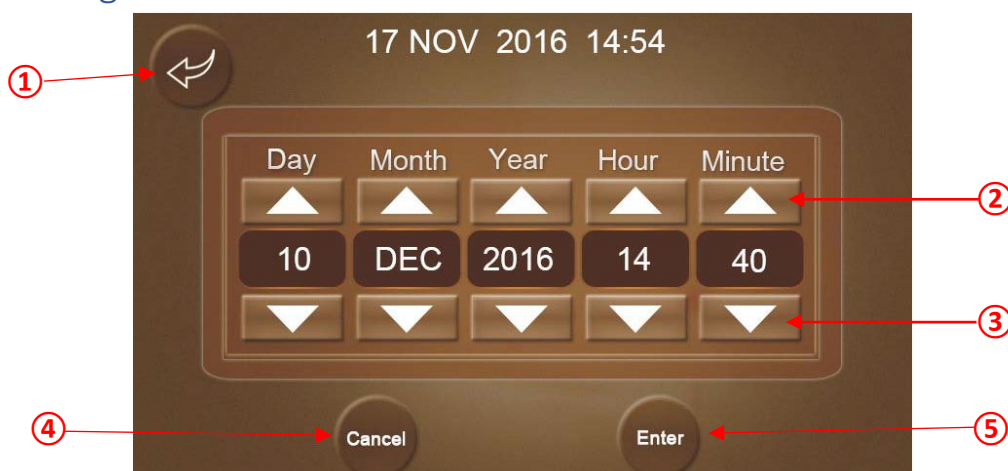 17 NOV 2016 14:54
①
Day Month Year Hour Minute
②
10 DEC 2016 14 40
③
④ Cancel Enter ⑤